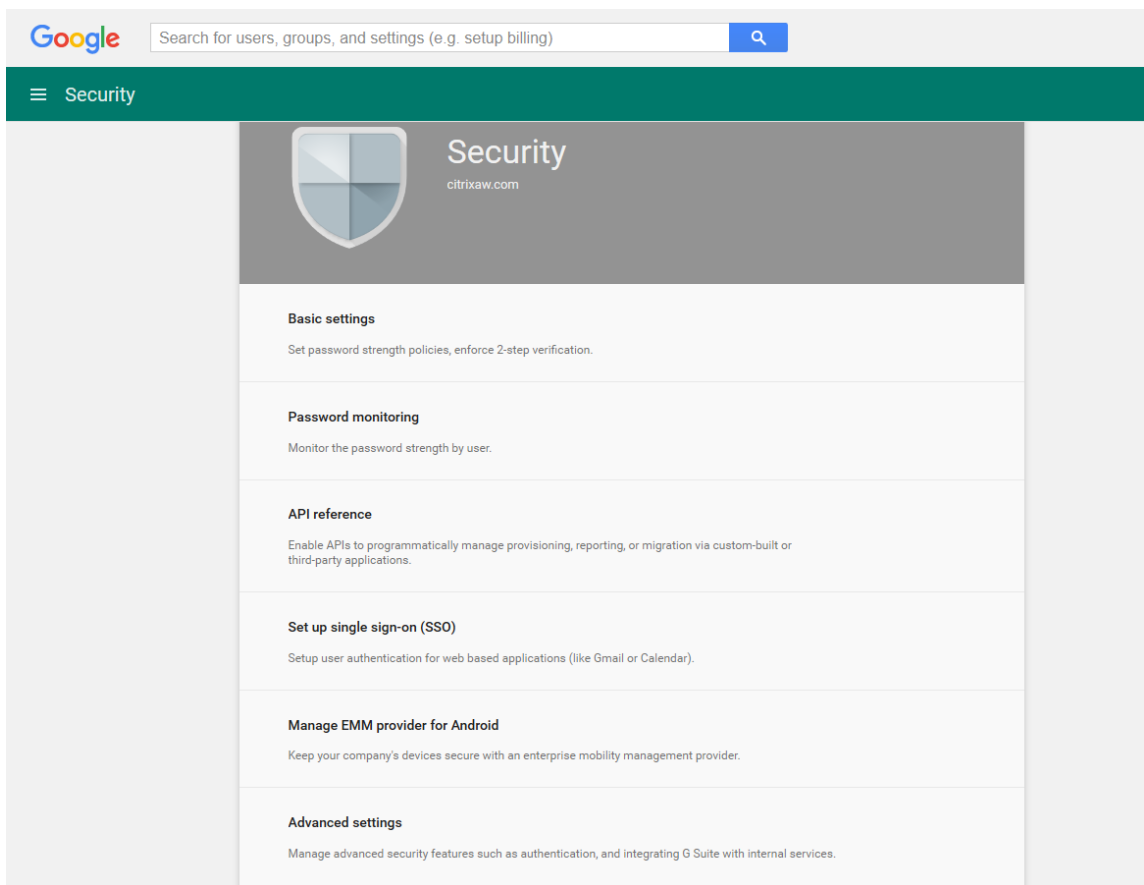 Google
Search for users, groups, and settings (e.g. setup billing)
Security
Security
citrixaw.com
Basic settings
Set password strength policies, enforce 2-step verification.
Password monitoring
Monitor the password strength by user.
API reference
Enable APIs to programmatically manage provisioning, reporting, or migration via custom-built or
third-party applications.
Set up single sign-on (SSO)
Setup user authentication for web based applications (like Gmail or Calendar).
Manage EMM provider for Android
Keep your company's devices secure with an enterprise mobility management provider.
Advanced settings
Manage advanced security features such as authentication, and integrating G Suite with internal services.